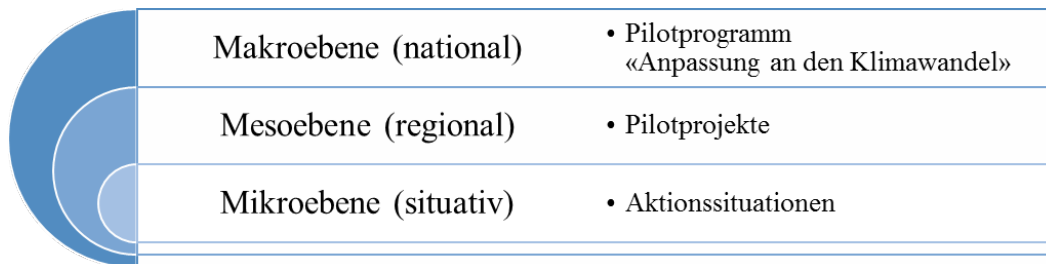 Makroebene (national)
• Pilotprogramm
«Anpassung an den Klimawandel»
Mesoebene (regional)
• Pilotprojekte
Mikroebene (situativ)
• Aktionssituationen